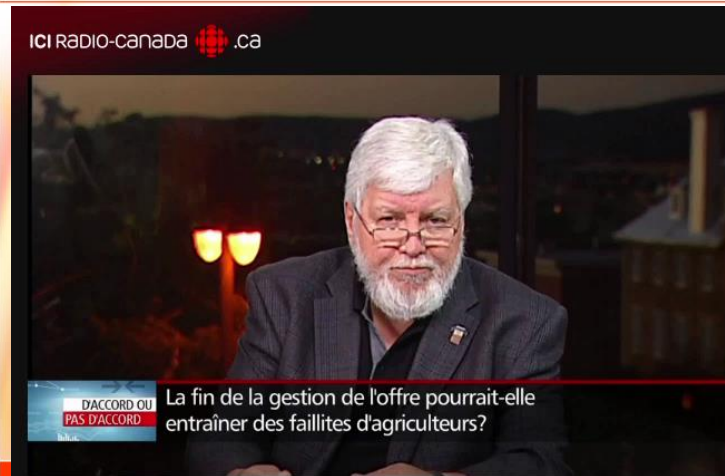 ICI RADIO-CANADA .ca
D'ACCORD OU
PAS D'ACCORD
La fin de la gestion de l'offre pourrait-elle
entraîner des faillites d'agriculteurs?